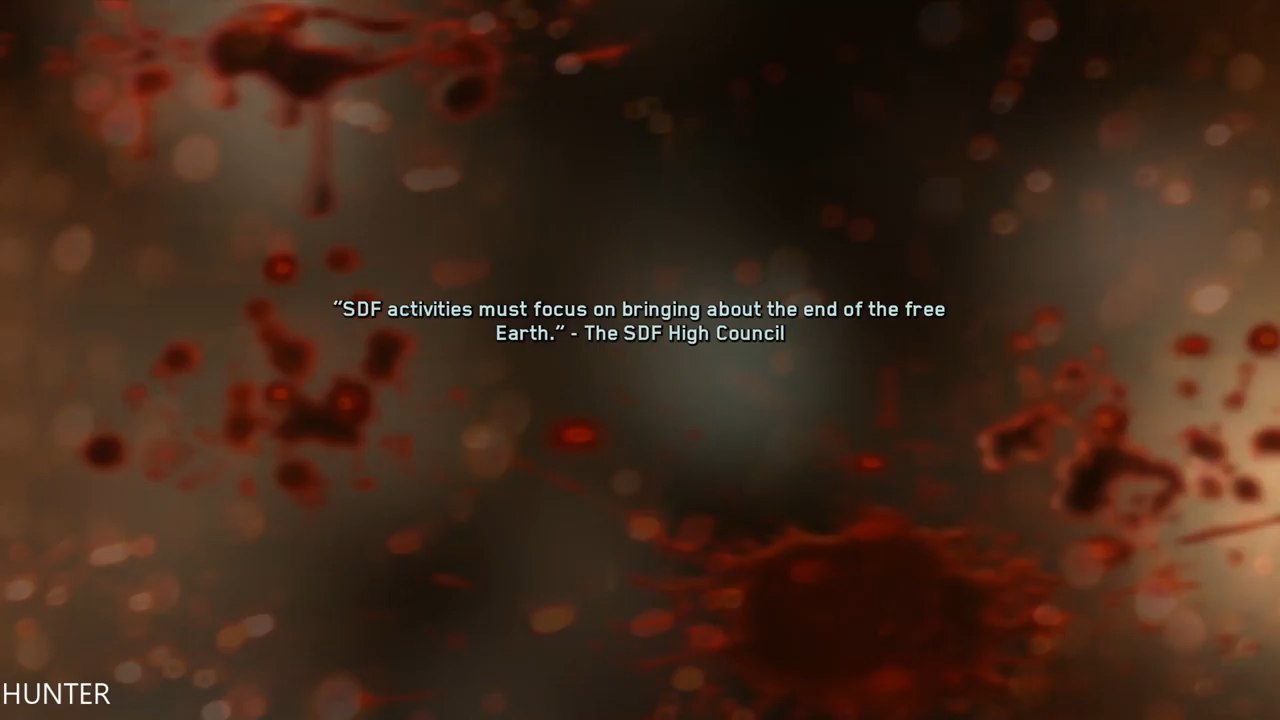 “SDF activities must focus on bringing about the end of the free
Earth.” - The SDF High Council
HUNTER